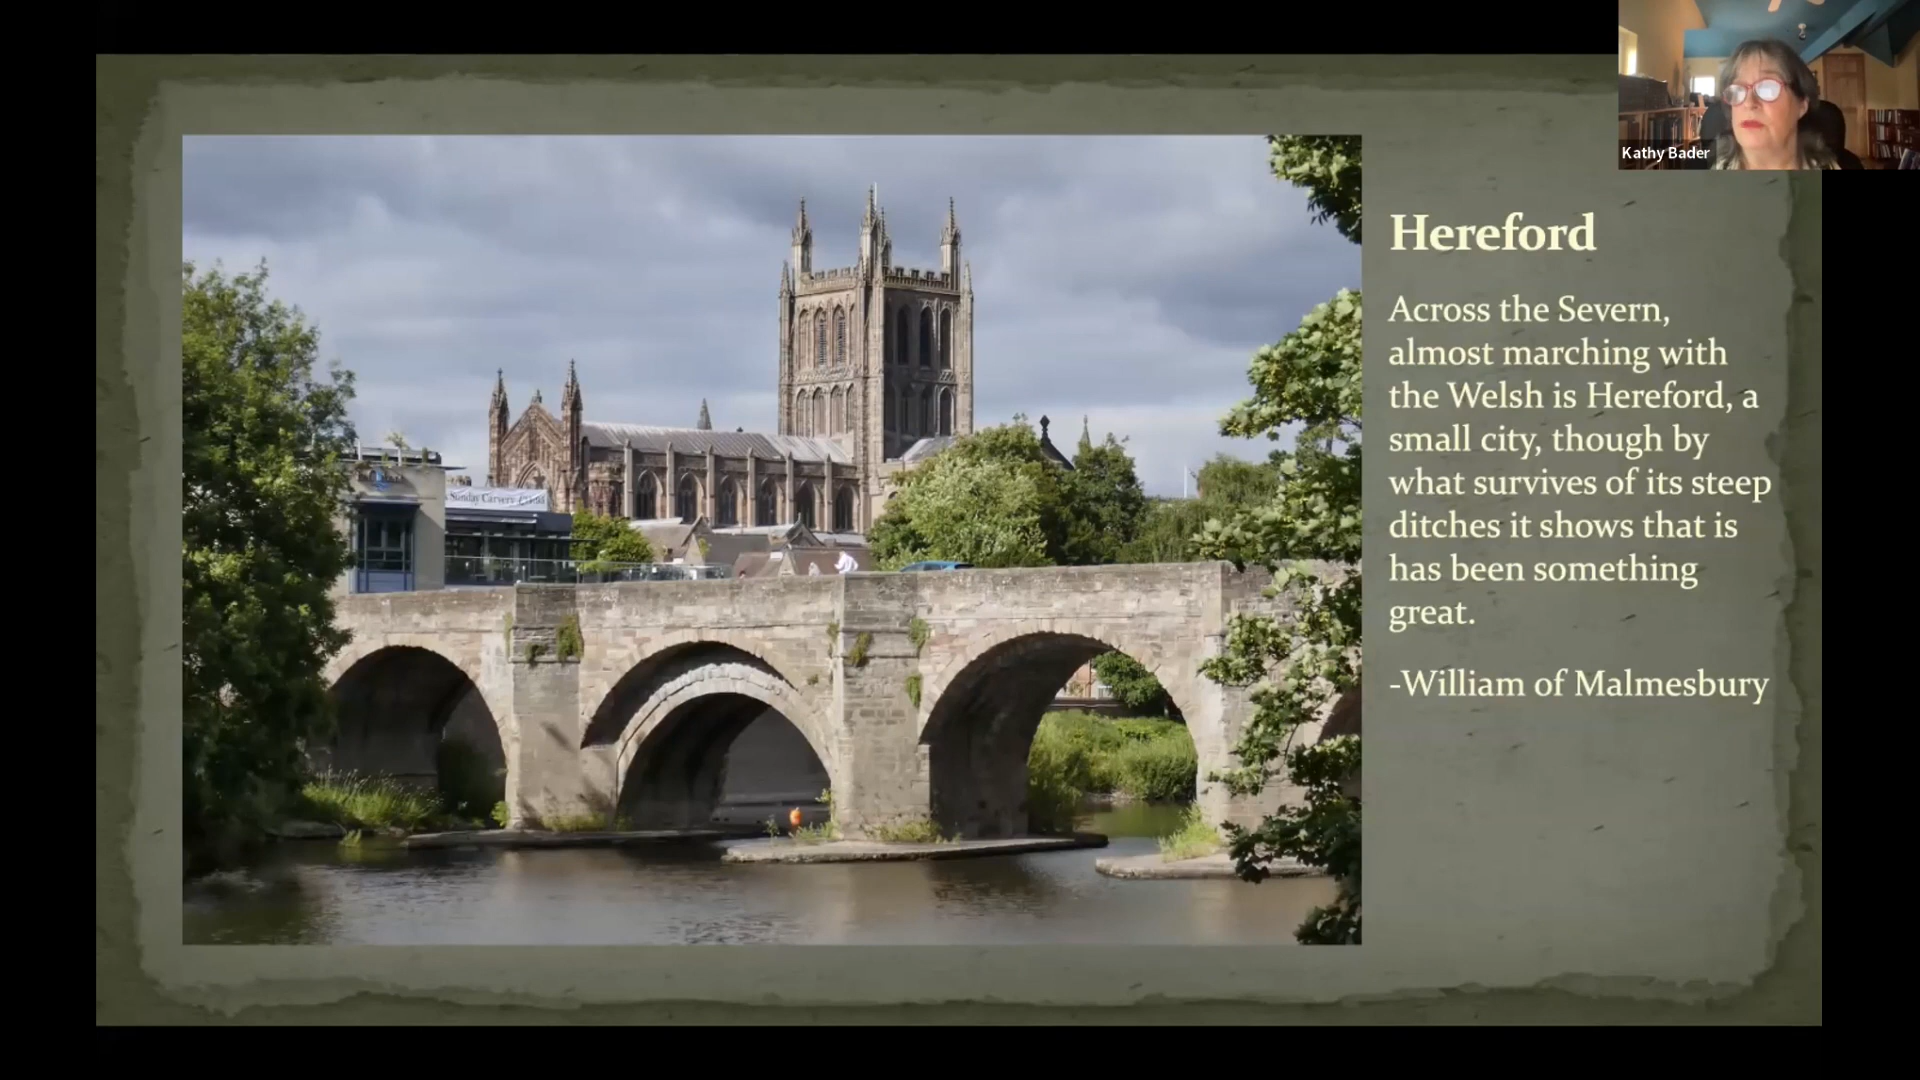 Kathy Bader
Hereford
Across the Severn,
almost marching with
the Welsh is Hereford, a
small city, though by
what survives of its steep
ditches it shows that is
has been something
great.
-William of Malmesbury
Sunday Carvery